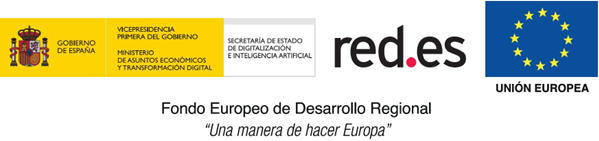 GOBIERNO
DE ESPAÑA
VICEPRESIDENCIA
PRIMERA DEL GOBIERNO
MINISTERIO
DE ASUNTOS ECONÓMICOS
Y TRANSFORMACIÓN DIGITAL
SECRETARÍA DE ESTADO
DE DIGITALIZACIÓN
E INTELIGENCIA ARTIFICIAL
red.es
UNIÓN EUROPEA
Fondo Europeo de Desarrollo Regional
“Una manera de hacer Europa”